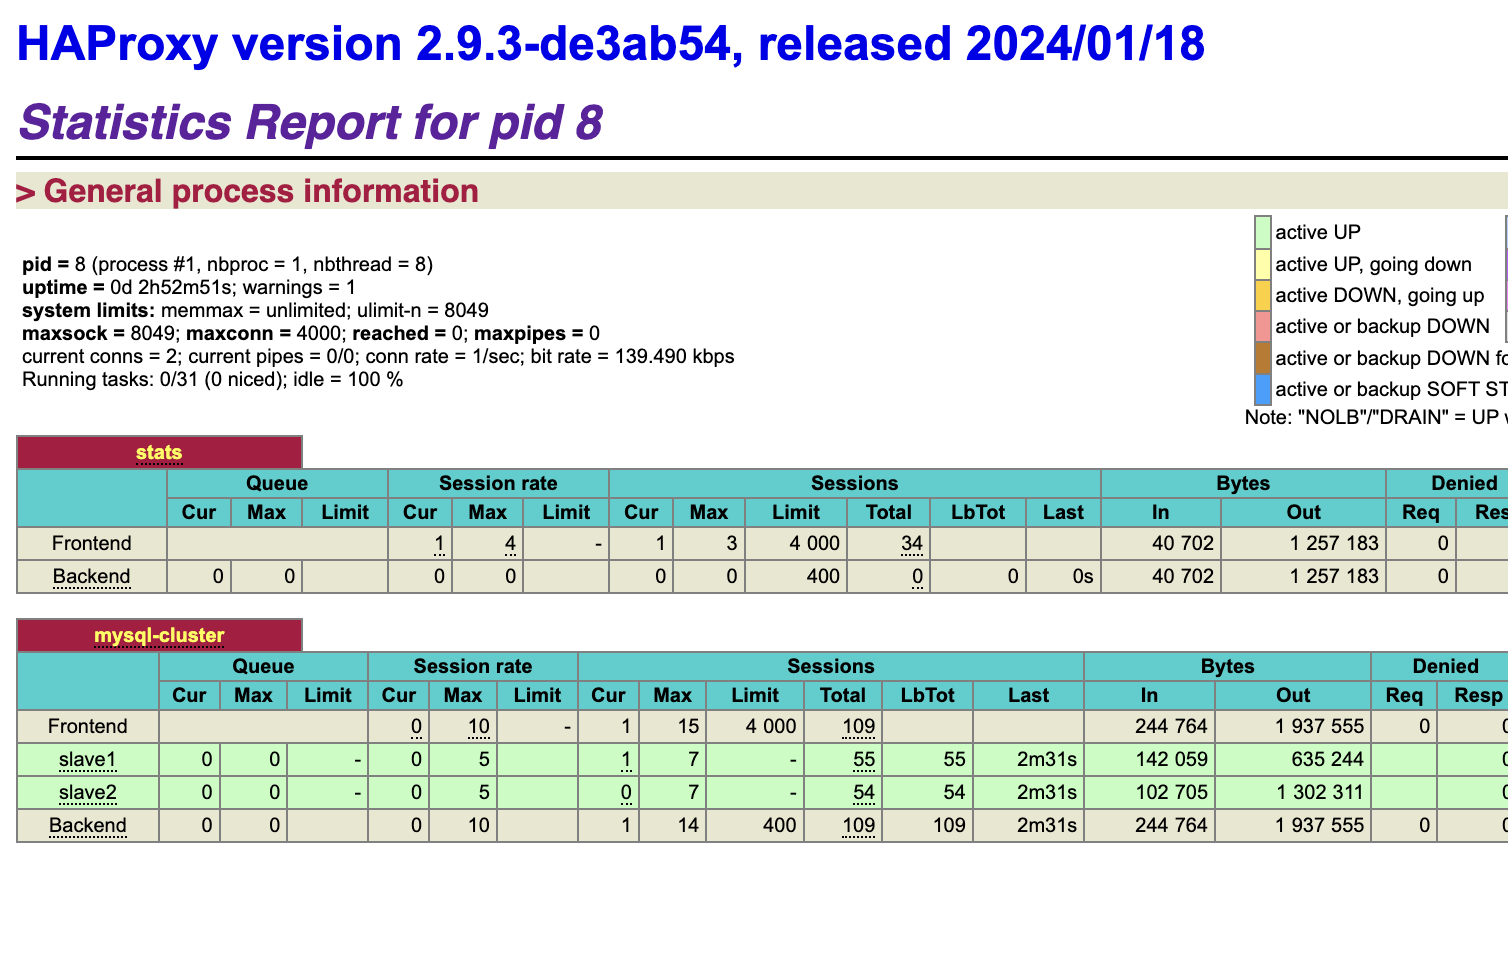 HAProxy version 2.9.3-de3ab54, released 2024/01/18
Statistics Report for pid 8
> General process information
pid = 8 (process #1, nbproc = 1, nbthread = 8)
uptime = 0d 2h52m51s; warnings = 1
system limits: memmax = unlimited; ulimit-n = 8049
maxsock = 8049; maxconn = 4000; reached = 0; maxpipes = 0
current conns = 2; current pipes = 0/0; conn rate = 1/sec; bit rate = 139.490 kbps
Running tasks: 0/31 (0 niced); idle = 100 %
active UP
active UP, going down
active DOWN, going up
active or backup DOWN
active or backup DOWN fo
active or backup SOFT ST
Note: "NOLB"/"DRAIN" = UP
stats
Queue Session rate Sessions Bytes Denied
Cur Max Limit Cur Max Limit Cur Max Limit Total LbTot Last In Out Req Res
Frontend 1 4 - 1 3 4 000 34 40 702 1 257 183 0
Backend 0 0 0 0 0 0 400 0 0 0s 40 702 1 257 183 0
mysql-cluster
Queue Session rate Sessions Bytes Denied
Cur Max Limit Cur Max Limit Cur Max Limit Total LbTot Last In Out Req Resp
Frontend 0 10 - 1 15 4 000 109 244 764 1 937 555 0 0
slave1 0 0 - 0 5 1 7 - 55 55 2m31s 142 059 635 244 0
slave2 0 0 - 0 5 0 7 - 54 54 2m31s 102 705 1 302 311 0
Backend 0 0 0 10 1 14 400 109 109 2m31s 244 764 1 937 555 0 0